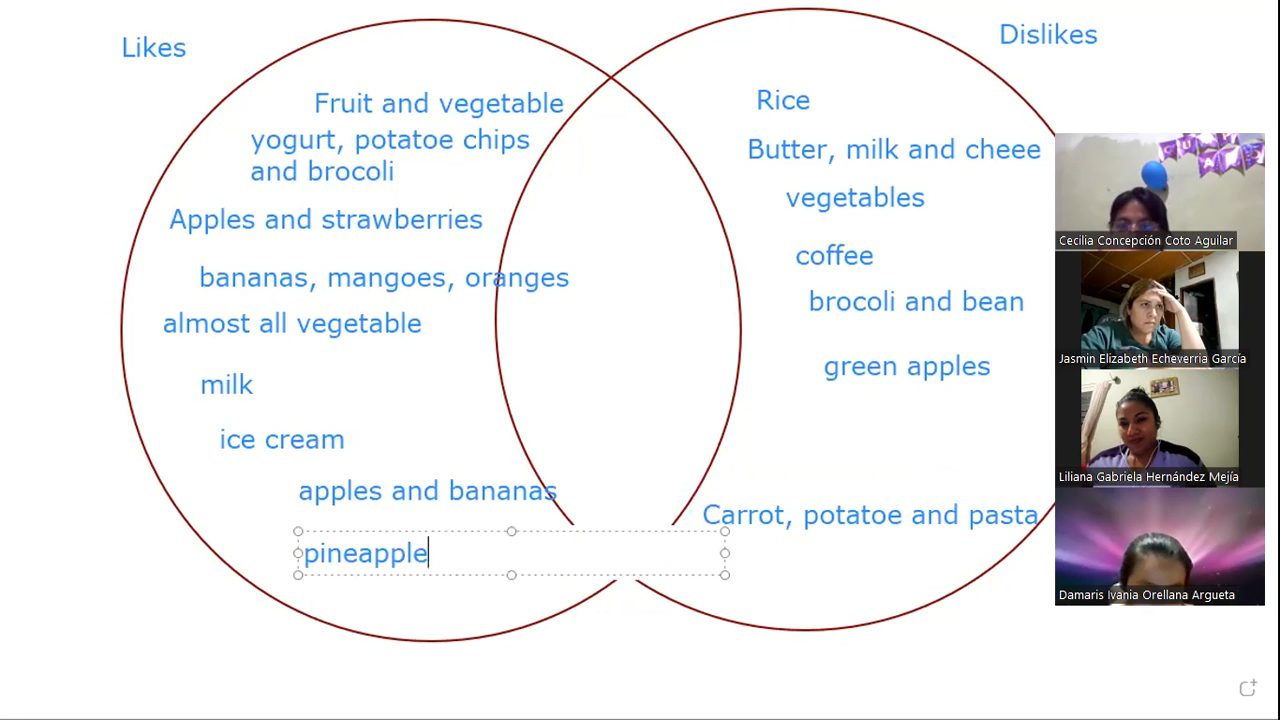 Likes
Dislikes
Fruit and vegetable
yogurt, potatoe chips
and brocoli
Apples and strawberries
bananas, mangoes, oranges
almost all vegetable
milk
ice cream
apples and bananas
pineapple
Rice
Butter, milk and cheee
vegetables
coffee
brocoli and bean
green apples
Carrot, potatoe and pasta
Cecilia Concepción Coto Aguilar
Jasmin Elizabeth Echeverria García
Liliana Gabriela Hernández Mejía
Damaris Ivania Orellana Argueta